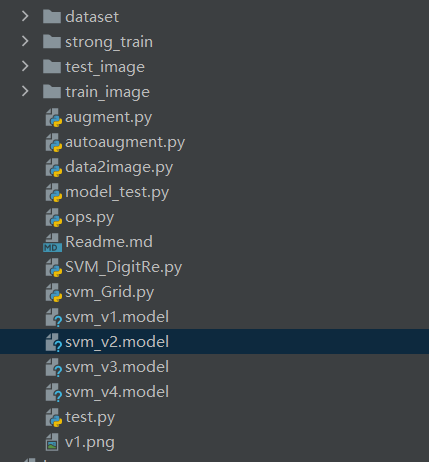 dataset
strong_train
test_image
train_image
augment.py
autoaugment.py
data2image.py
model_test.py
ops.py
MD Readme.md
SVM_DigitRe.py
svm_Grid.py
svm_v1.model
svm_v2.model
svm_v3.model
svm_v4.model
test.py
v1.png